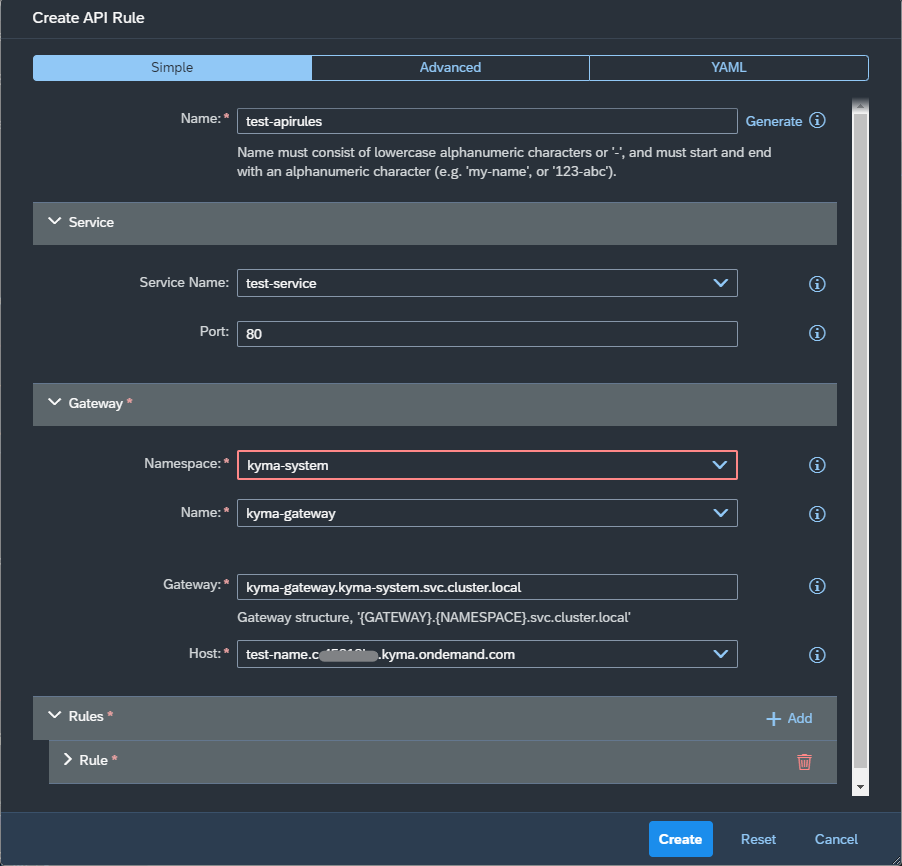 Create API Rule
Simple Advanced YAML
Name:* test-apirules Generate
Name must consist of lowercase alphanumeric characters or '-', and must start and end
with an alphanumeric character (e.g. 'my-name', or '123-abc').
Service
Service Name: test-service
Port: 80
Gateway *
Namespace:* kyma-system
Name:* kyma-gateway
Gateway:* kyma-gateway.kyma-system.svc.cluster.local
Gateway structure, '{GATEWAY}.{NAMESPACE}.svc.cluster.local'
Host:* test-name.c .kyma.ondemand.com
Rules * + Add
Rule *
Create Reset Cancel